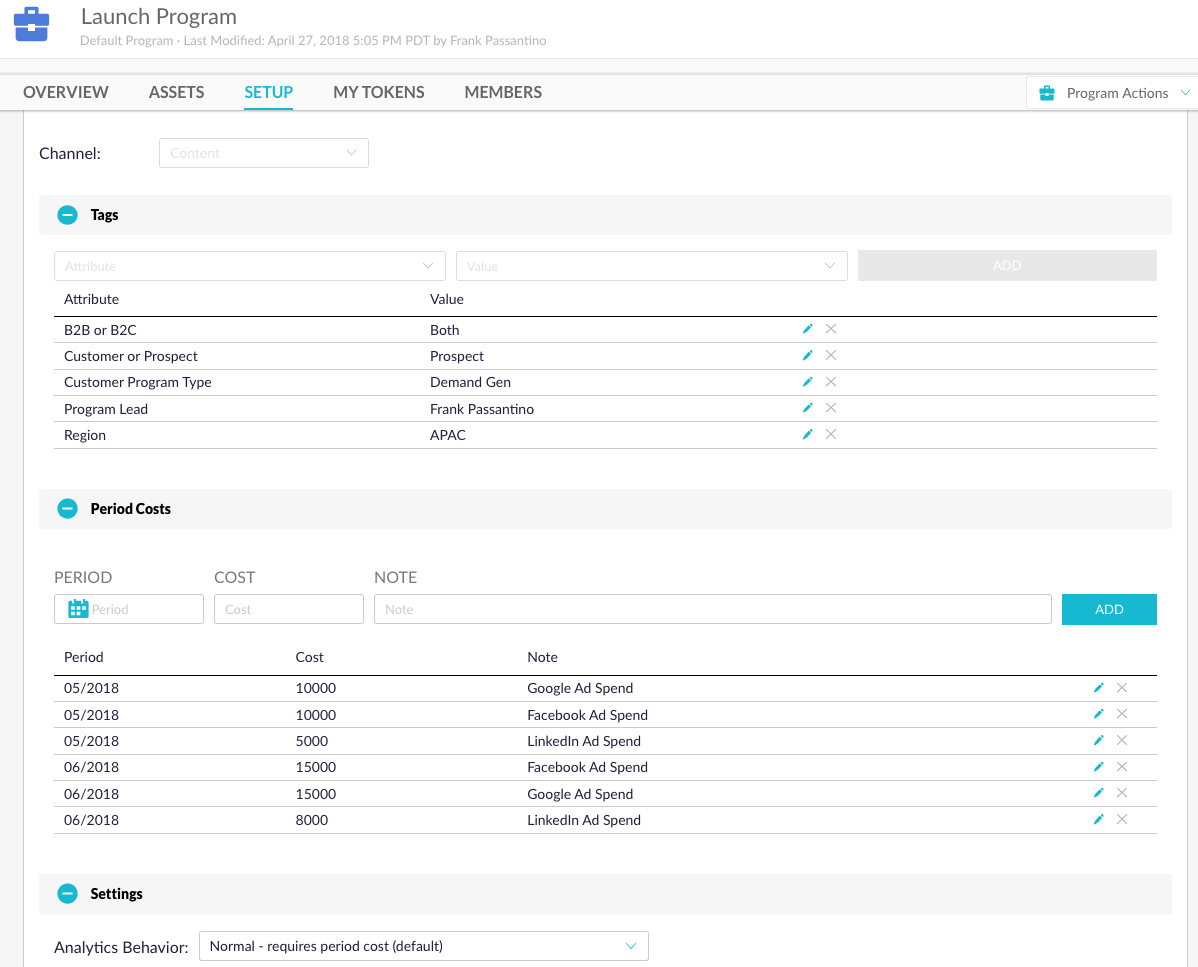 Launch Program
Default Program · Last Modified: April 27, 2018 5:05 PM PDT by Frank Passantino
OVERVIEW ASSETS SETUP MY TOKENS MEMBERS Program Actions
Channel: Content
Tags
Attribute Value ADD
Attribute Value
B2B or B2C Both
Customer or Prospect Prospect
Customer Program Type Demand Gen
Program Lead Frank Passantino
Region APAC
Period Costs
PERIOD COST NOTE
Period Cost Note ADD
Period Cost Note
05/2018 10000 Google Ad Spend
05/2018 10000 Facebook Ad Spend
05/2018 5000 LinkedIn Ad Spend
06/2018 15000 Facebook Ad Spend
06/2018 15000 Google Ad Spend
06/2018 8000 LinkedIn Ad Spend
Settings
Analytics Behavior: Normal - requires period cost (default)